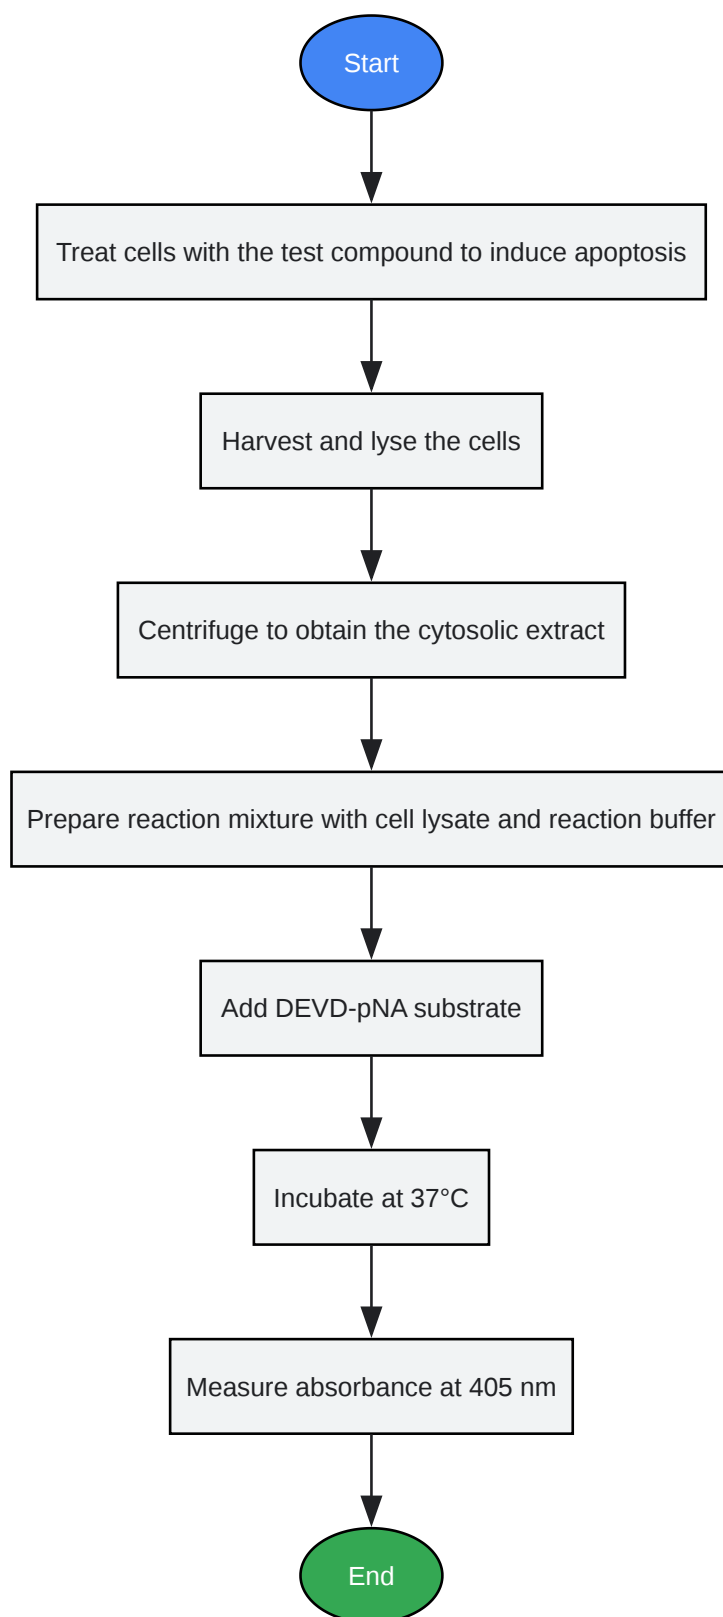 Start
Treat cells with the test compound to induce apoptosis
Harvest and lyse the cells
Centrifuge to obtain the cytosolic extract
Prepare reaction mixture with cell lysate and reaction buffer
Add DEVD-pNA substrate
Incubate at 37°C
Measure absorbance at 405 nm
End